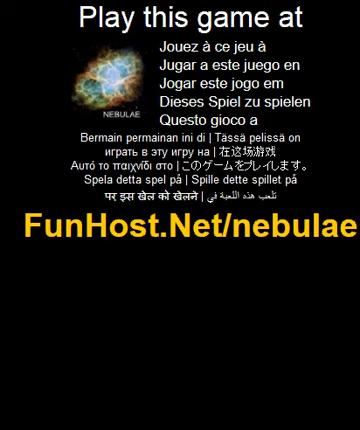 Play this game at
Jouez à ce jeu à
Jugar a este juego en
Jogar este jogo em
Dieses Spiel zu spielen
Questo gioco a
NEBULAE
Bermain permainan ini di | Tässä pelissä on
играть в эту игру на | 在这场游戏
Αυτό το παιχνίδι στο | このゲームをプレイします。
Spela detta spel på | Spille dette spillet på
पर इस खेल को खेलने | تلعب هذه اللعبة في
FunHost.Net/nebulae